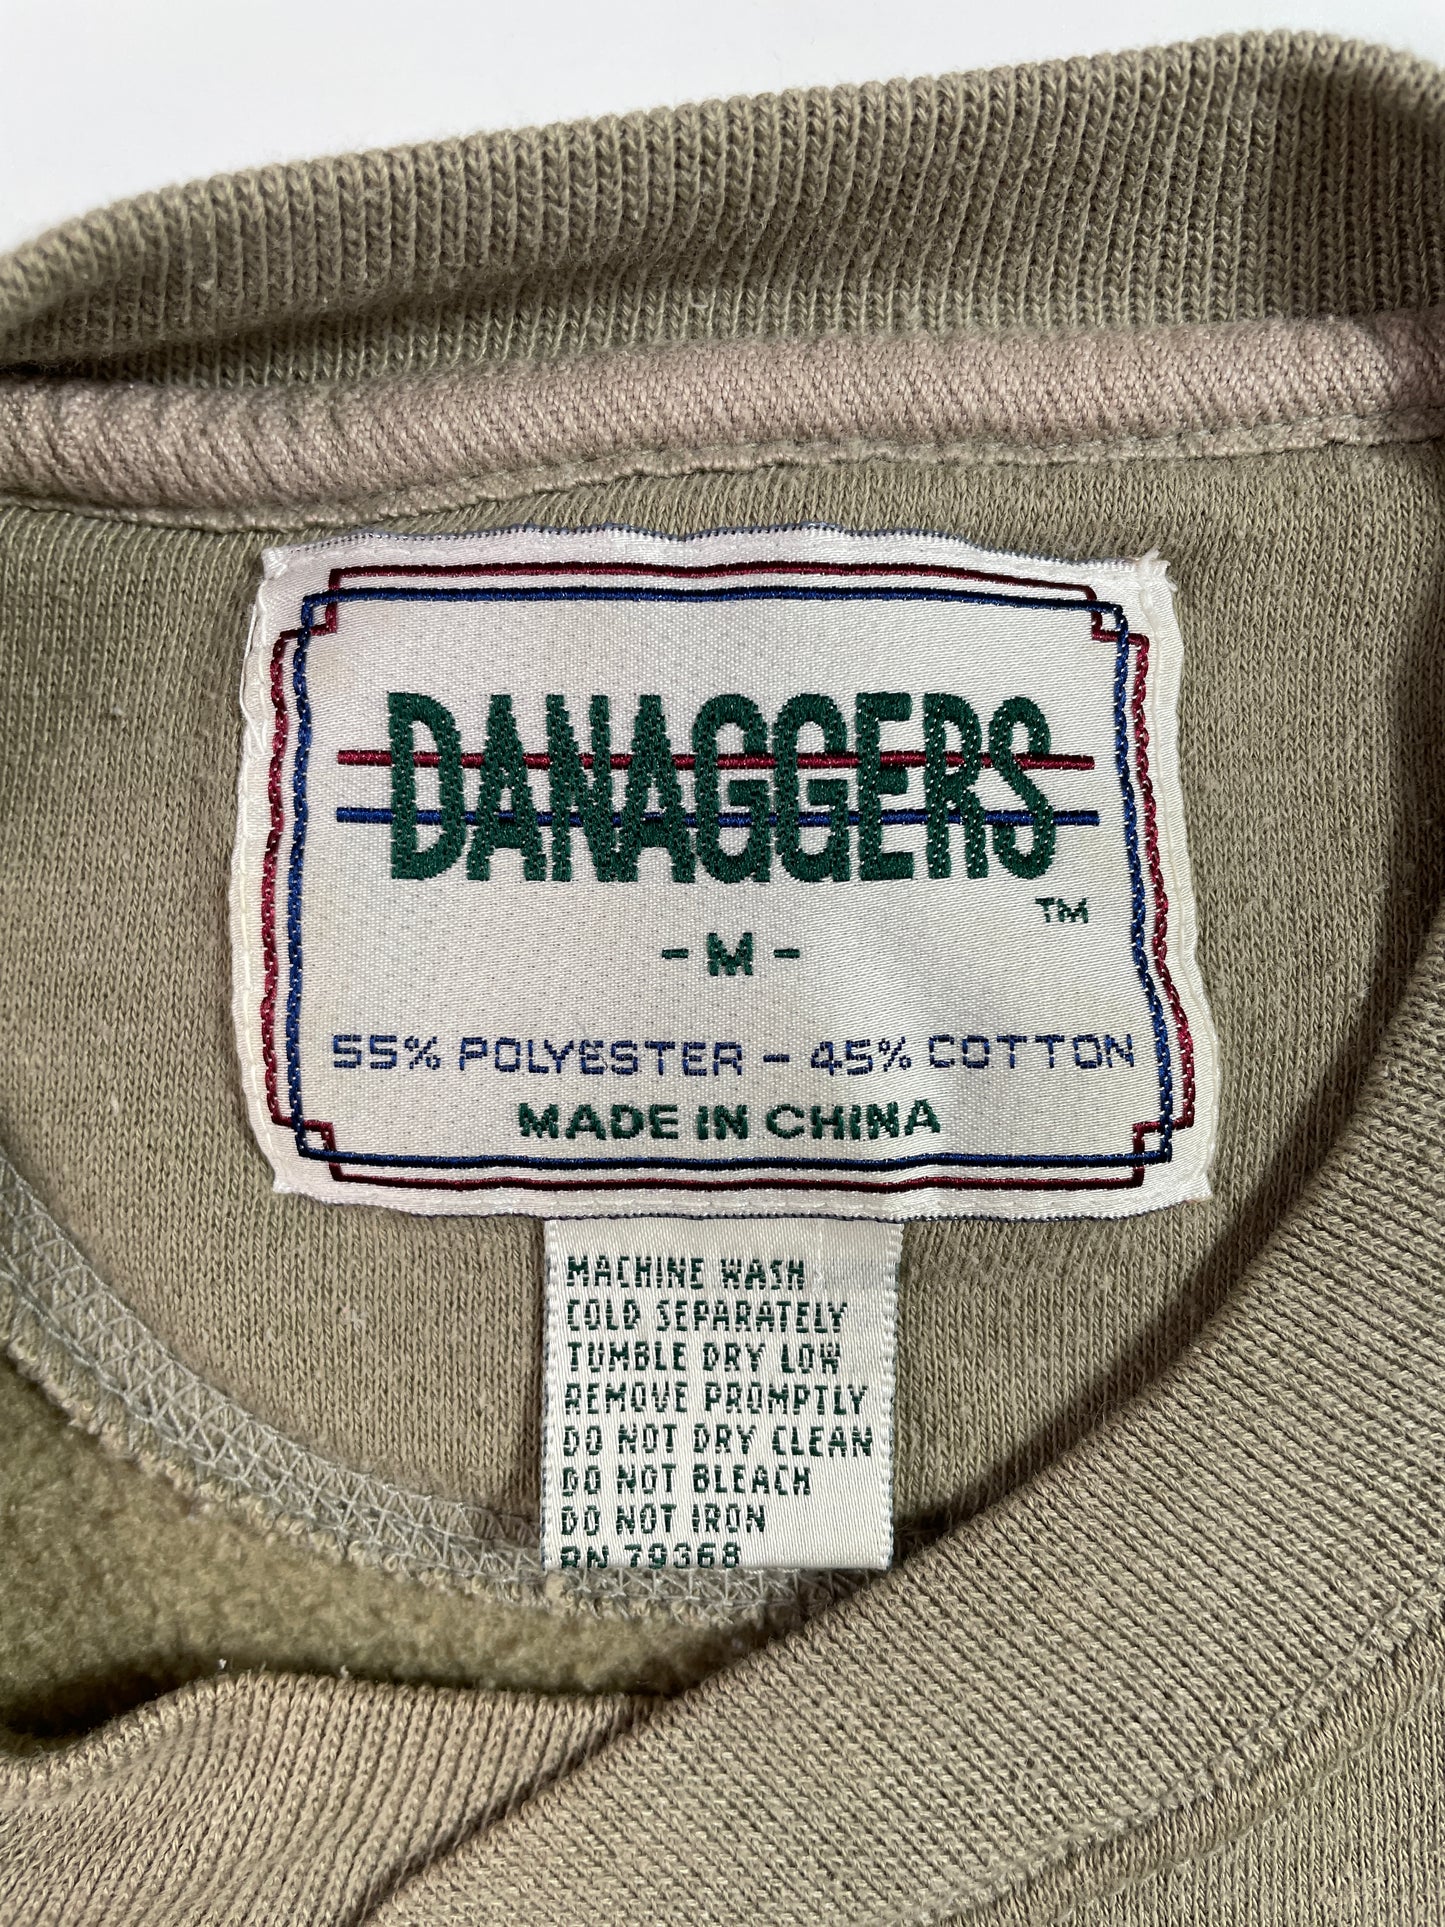 DANAGGERS
TM
- M -
55% POLYESTER - 45% COTTON
MADE IN CHINA
MACHINE WASH
COLD SEPARATELY
TUMBLE DRY LOW
REMOVE PROMPTLY
DO NOT DRY CLEAN
DO NOT BLEACH
DO NOT IRON
RN 79368